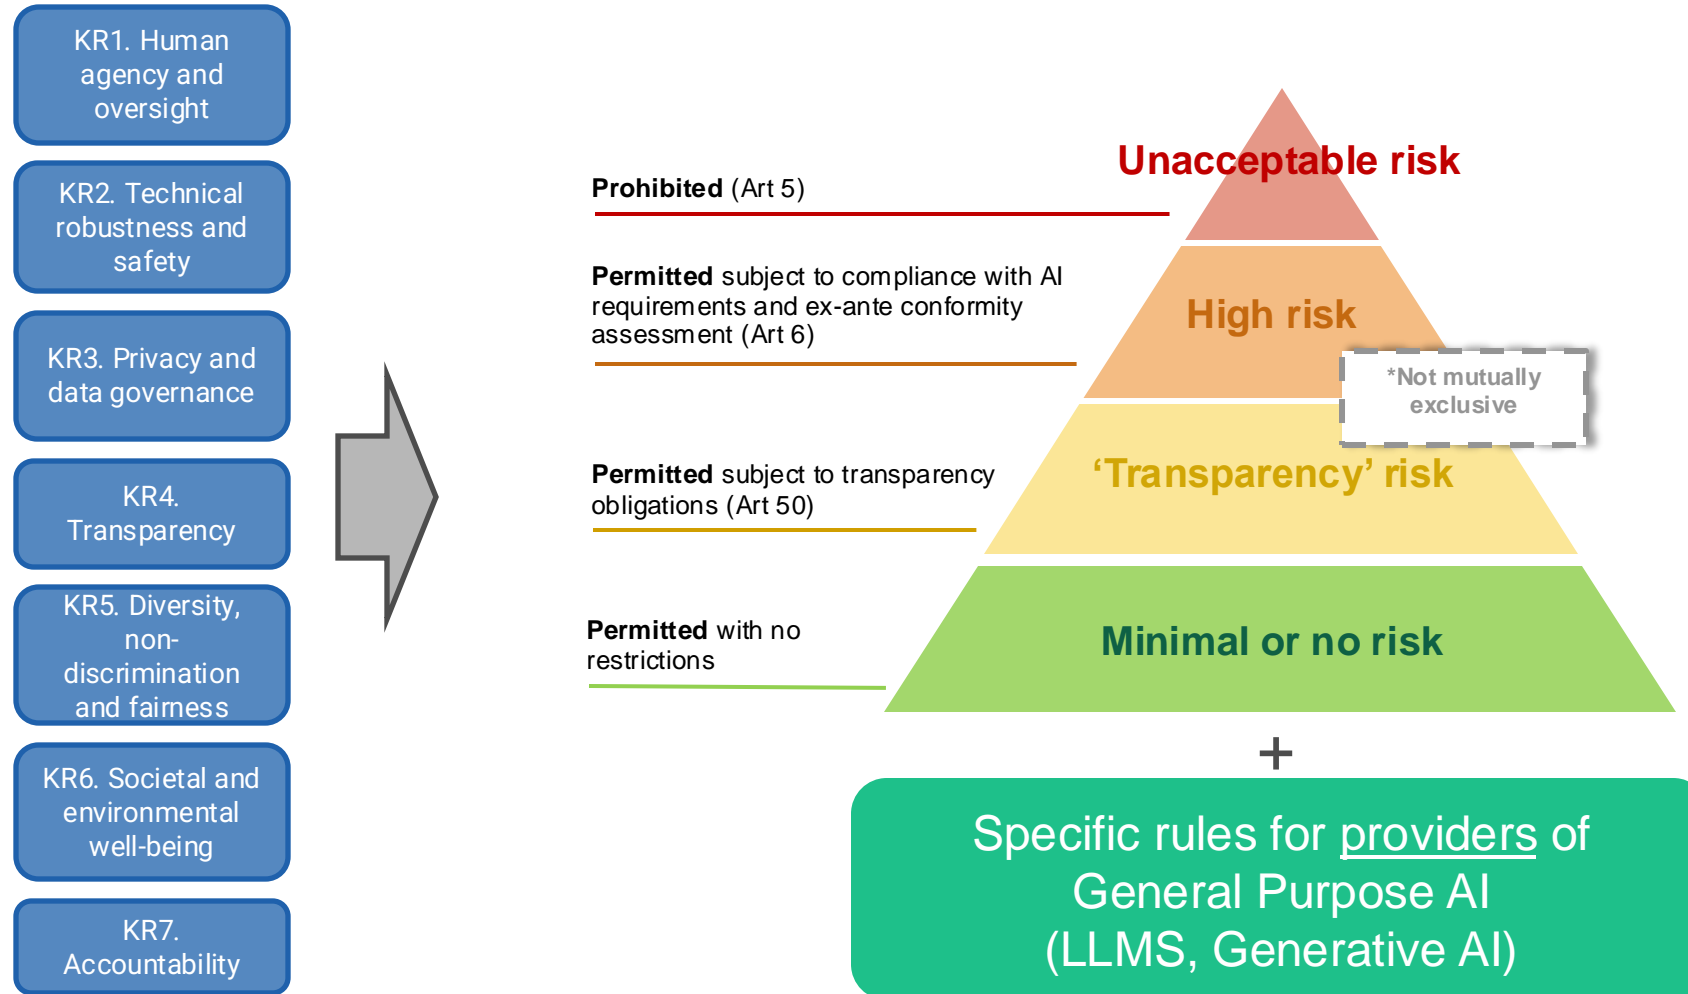 KR1. Human
agency and
oversight
KR2. Technical
robustness and
safety
KR3. Privacy and
data governance
KR4.
Transparency
KR5. Diversity,
non-
discrimination
and fairness
KR6. Societal and
environmental
well-being
KR7.
Accountability
Prohibited (Art 5)
Permitted subject to compliance with AI
requirements and ex-ante conformity
assessment (Art 6)
Permitted subject to transparency
obligations (Art 50)
Permitted with no
restrictions
Unacceptable risk
High risk
*Not mutually
exclusive
‘Transparency’ risk
Minimal or no risk
+
Specific rules for providers of
General Purpose AI
(LLMS, Generative AI)